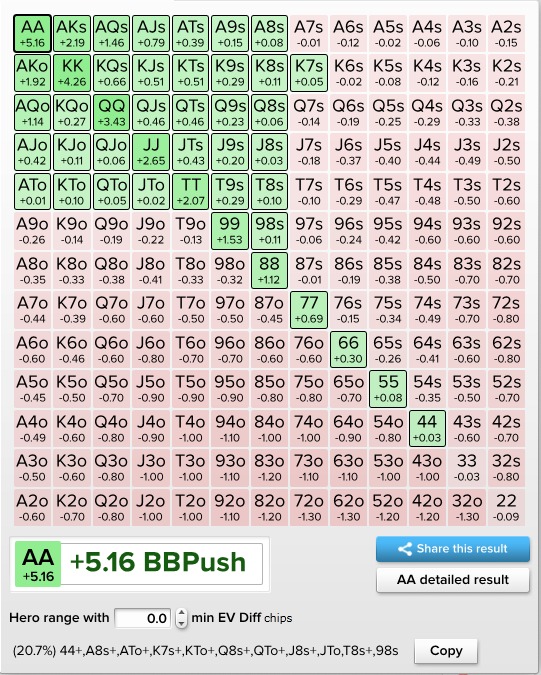 AA AKs AQs AJs ATs A9s A8s A7s A6s A5s A4s A3s A2s
+5.16 +2.19 +1.46 +0.79 +0.39 +0.15 +0.08 -0.01 -0.12 -0.02 -0.06 -0.10 -0.15
AKo KK KQs KJs KTs K9s K8s K7s K6s K5s K4s K3s K2s
+1.92 +4.26 +0.66 +0.51 +0.51 +0.29 +0.11 +0.05 -0.02 -0.08 -0.12 -0.16 -0.21
AQo KQo QQ QJs QTs Q9s Q8s Q7s Q6s Q5s Q4s Q3s Q2s
+1.14 +0.27 +3.43 +0.46 +0.46 +0.23 +0.06 -0.14 -0.19 -0.25 -0.29 -0.33 -0.38
AJo KJo QJo JJ JTs J9s J8s J7s J6s J5s J4s J3s J2s
+0.42 +0.11 +0.06 +2.65 +0.43 +0.20 +0.03 -0.18 -0.37 -0.40 -0.44 -0.49 -0.50
ATo KTo QTo JTo TT T9s T8s T7s T6s T5s T4s T3s T2s
+0.01 +0.10 +0.05 +0.02 +2.07 +0.29 +0.10 -0.10 -0.29 -0.47 -0.48 -0.50 -0.60
A9o K9o Q9o J9o T9o 99 98s 97s 96s 95s 94s 93s 92s
-0.26 -0.14 -0.19 -0.22 -0.13 +1.53 +0.11 -0.06 -0.24 -0.42 -0.60 -0.60 -0.60
A8o K8o Q8o J8o T8o 98o 88 87s 86s 85s 84s 83s 82s
-0.35 -0.33 -0.38 -0.41 -0.33 -0.32 +1.12 -0.01 -0.19 -0.38 -0.50 -0.70 -0.70
A7o K7o Q7o J7o T7o 97o 87o 77 76s 75s 74s 73s 72s
-0.44 -0.39 -0.60 -0.60 -0.50 -0.50 -0.45 +0.69 -0.15 -0.34 -0.49 -0.70 -0.80
A6o K6o Q6o J6o T6o 96o 86o 76o 66 65s 64s 63s 62s
-0.60 -0.46 -0.60 -0.80 -0.70 -0.70 -0.60 -0.60 +0.30 -0.26 -0.41 -0.60 -0.80
A5o K5o Q5o J5o T5o 95o 85o 75o 65o 55 54s 53s 52s
-0.45 -0.50 -0.70 -0.90 -0.90 -0.90 -0.80 -0.80 -0.70 +0.08 -0.35 -0.50 -0.70
A4o K4o Q4o J4o T4o 94o 84o 74o 64o 54o 44 43s 42s
-0.49 -0.60 -0.80 -0.90 -1.00 -1.10 -1.00 -1.00 -0.90 -0.80 +0.03 -0.60 -0.70
A3o K3o Q3o J3o T3o 93o 83o 73o 63o 53o 43o 33 32s
-0.50 -0.60 -0.80 -1.00 -1.00 -1.10 -1.20 -1.10 -1.10 -1.00 -1.00 -0.03 -0.80
A2o K2o Q2o J2o T2o 92o 82o 72o 62o 52o 42o 32o 22
-0.60 -0.70 -0.80 -1.00 -1.00 -1.10 -1.20 -1.30 -1.30 -1.20 -1.20 -1.30 -0.09
AA +5.16 +5.16 BBPush
Share this result
AA detailed result
Hero range with 0.0 min EV Diff chips
(20.7%) 44+,A8s+,ATo+,K7s+,KTo+,Q8s+,QTo+,J8s+,JTo,T8s+,98s Copy